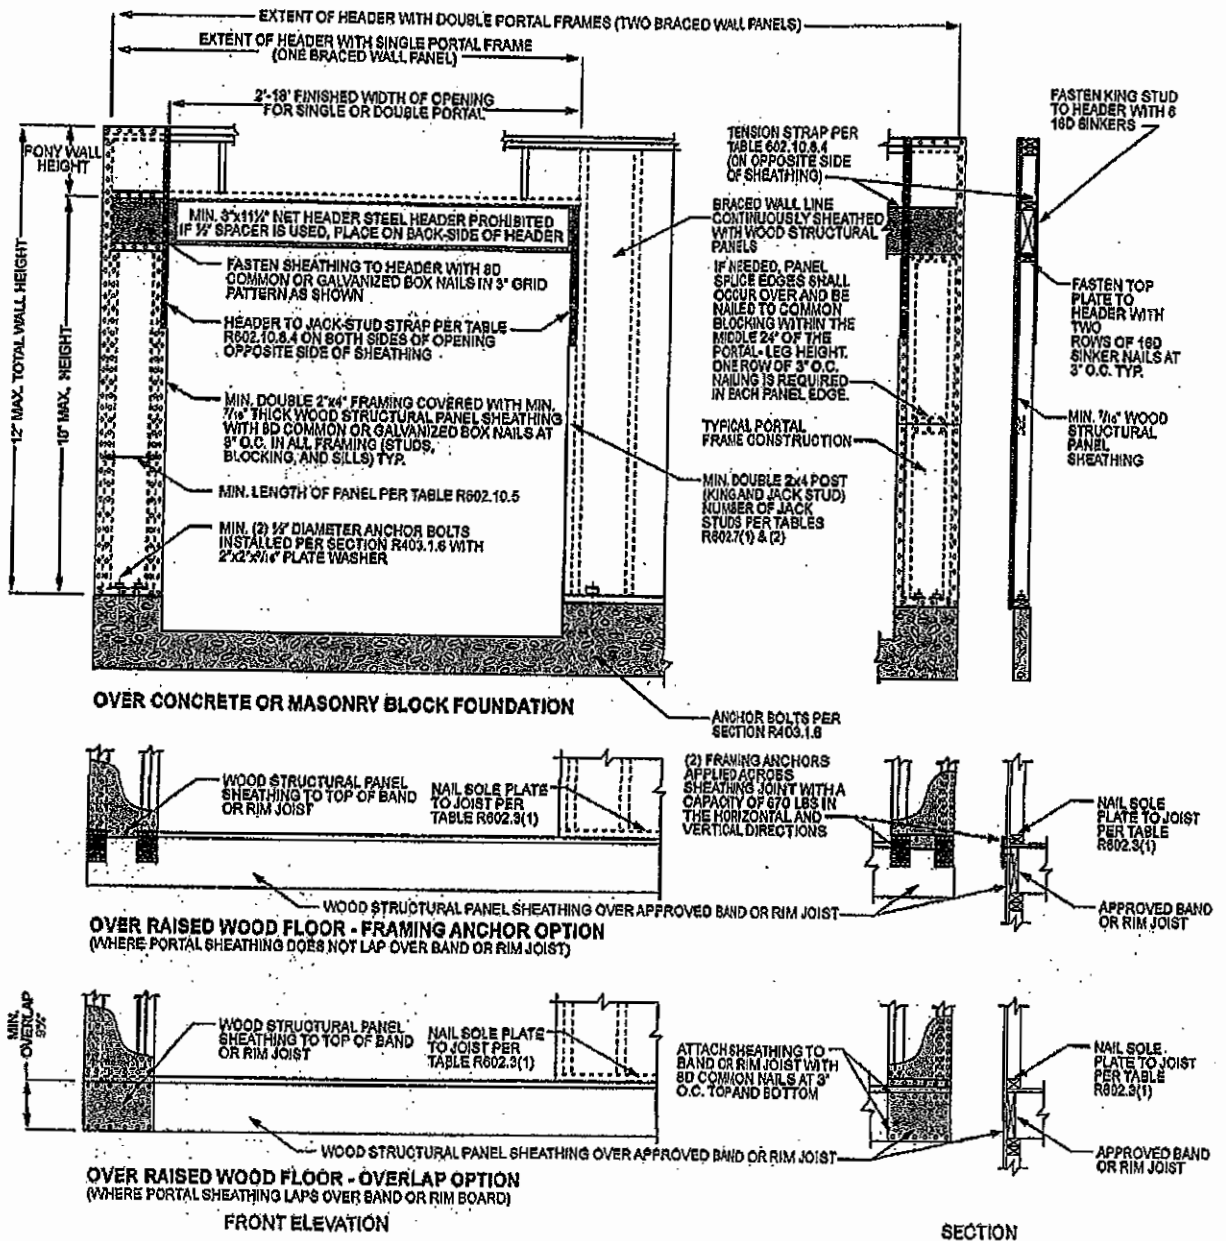 EXTENT OF HEADER WITH DOUBLE PORTAL FRAMES (TWO BRACED WALL PANELS)
EXTENT OF HEADER WITH SINGLE PORTAL FRAME
(ONE BRACED WALL PANEL)
2'-18' FINISHED WIDTH OF OPENING
FOR SINGLE OR DOUBLE PORTAL
FASTEN KING STUD
TO HEADER WITH 6
16D SINKERS
PONY WALL
HEIGHT
TENSION STRAP PER
TABLE 602.10.6.4
(ON OPPOSITE SIDE
OF SHEATHING)
MIN. 3"x11¼" NET HEADER STEEL HEADER PROHIBITED
IF ½" SPACER IS USED, PLACE ON BACK-SIDE OF HEADER
BRACED WALL LINE
CONTINUOUSLY SHEATHED
WITH WOOD STRUCTURAL
PANELS
FASTEN SHEATHING TO HEADER WITH 8D
COMMON OR GALVANIZED BOX NAILS IN 3" GRID
PATTERN AS SHOWN
HEADER TO JACK-STUD STRAP PER TABLE
R602.10.6.4 ON BOTH SIDES OF OPENING
OPPOSITE SIDE OF SHEATHING
IF NEEDED, PANEL
SPLICE EDGES SHALL
OCCUR OVER AND BE
NAILED TO COMMON
BLOCKING WITHIN THE
MIDDLE 24" OF THE
PORTAL-LEG HEIGHT.
ONE ROW OF 3" O.C.
NAILING IS REQUIRED
IN EACH PANEL EDGE.
FASTEN TOP
PLATE TO
HEADER WITH
TWO
ROWS OF 16D
SINKER NAILS AT
3" O.C. TYP.
12" MAX. TOTAL WALL HEIGHT
10" MAX. HEIGHT
MIN. DOUBLE 2"x4" FRAMING COVERED WITH MIN.
7/16" THICK WOOD STRUCTURAL PANEL SHEATHING
WITH 8D COMMON OR GALVANIZED BOX NAILS AT
3" O.C. IN ALL FRAMING (STUDS,
BLOCKING, AND SILLS) TYP.
TYPICAL PORTAL
FRAME CONSTRUCTION
MIN. 7/16" WOOD
STRUCTURAL
PANEL
SHEATHING
MIN. LENGTH OF PANEL PER TABLE R602.10.5
MIN. DOUBLE 2x4 POST
(KING AND JACK STUD)
NUMBER OF JACK
STUDS PER TABLES
R602.7(1) & (2)
MIN. (2) ½" DIAMETER ANCHOR BOLTS
INSTALLED PER SECTION R403.1.6 WITH
2"x2"x3/16" PLATE WASHER
OVER CONCRETE OR MASONRY BLOCK FOUNDATION
ANCHOR BOLTS PER
SECTION R403.1.6
WOOD STRUCTURAL PANEL
SHEATHING TO TOP OF BAND
OR RIM JOIST
NAIL SOLE PLATE
TO JOIST PER
TABLE R602.3(1)
(2) FRAMING ANCHORS
APPLIED ACROSS
SHEATHING JOINT WITH A
CAPACITY OF 670 LBS IN
THE HORIZONTAL AND
VERTICAL DIRECTIONS
NAIL SOLE
PLATE TO JOIST
PER TABLE
R602.3(1)
WOOD STRUCTURAL PANEL SHEATHING OVER APPROVED BAND OR RIM JOIST
APPROVED BAND
OR RIM JOIST
OVER RAISED WOOD FLOOR - FRAMING ANCHOR OPTION
(WHERE PORTAL SHEATHING DOES NOT LAP OVER BAND OR RIM JOIST)
MIN.
OVERLAP
WOOD STRUCTURAL PANEL
SHEATHING TO TOP OF BAND
OR RIM JOIST
NAIL SOLE PLATE
TO JOIST PER
TABLE R602.3(1)
ATTACH SHEATHING TO
BAND OR RIM JOIST WITH
8D COMMON NAILS AT 3"
O.C. TOP AND BOTTOM
NAIL SOLE
PLATE TO JOIST
PER TABLE
R602.3(1)
WOOD STRUCTURAL PANEL SHEATHING OVER APPROVED BAND OR RIM JOIST
APPROVED BAND
OR RIM JOIST
OVER RAISED WOOD FLOOR - OVERLAP OPTION
(WHERE PORTAL SHEATHING LAPS OVER BAND OR RIM BOARD)
FRONT ELEVATION
SECTION